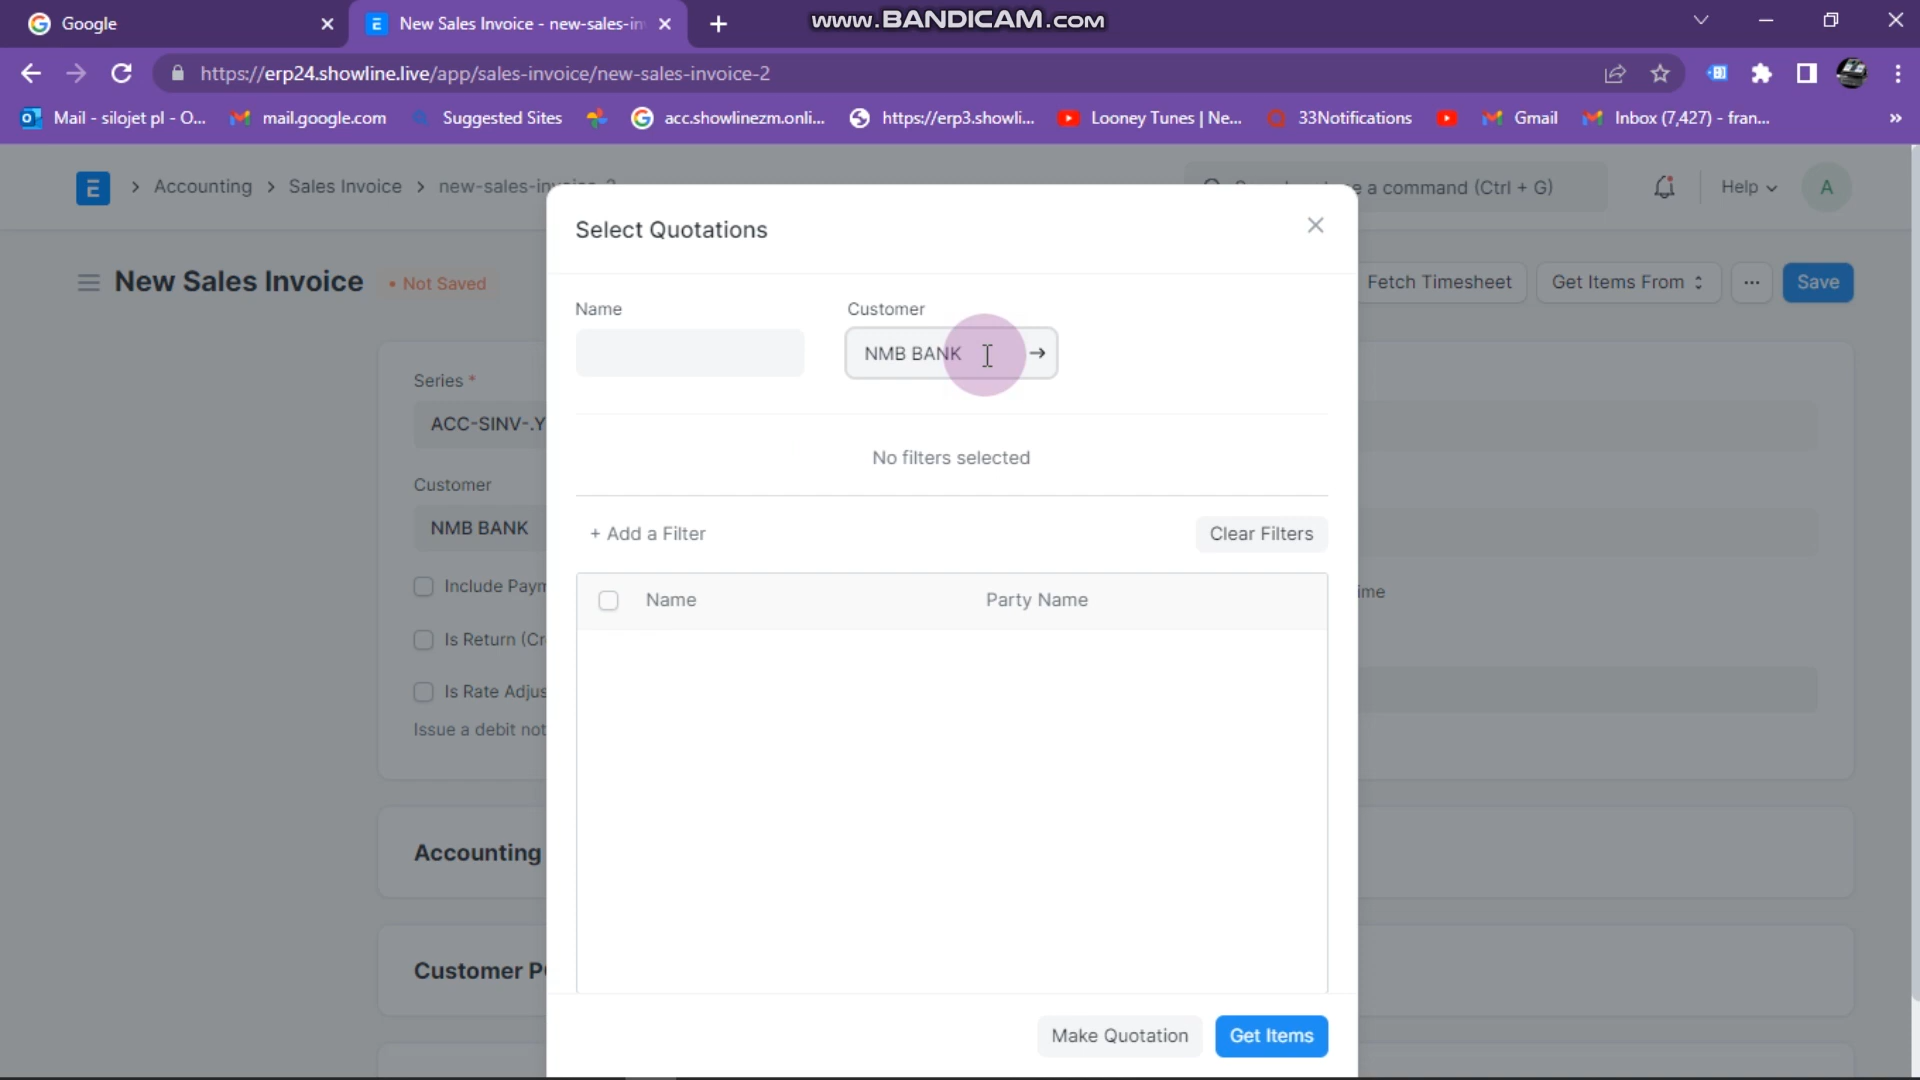 Google
New Sales Invoice - new-sales-in
www.BANDICAM.com
https://erp24.showline.live/app/sales-invoice/new-sales-invoice-2
Mail - silojet pl - O...
mail.google.com
Suggested Sites
acc.showlinezm.onli...
https://erp3.showli...
Looney Tunes | Ne...
33Notifications
Gmail
Inbox (7,427) - fran...
»
E
Accounting
Sales Invoice
new-sales-invoice-2
a command (Ctrl + G)
Help
A
New Sales Invoice
• Not Saved
Fetch Timesheet
Get Items From
...
Save
Select Quotations
Name
Customer
NMB BANK
No filters selected
+ Add a Filter
Clear Filters
Name
Party Name
Make Quotation
Get Items
Series *
ACC-SINV-.Y
Customer
NMB BANK
Include Paym
Is Return (Cr
Is Rate Adjus
Issue a debit not
ime
Accounting
Customer P